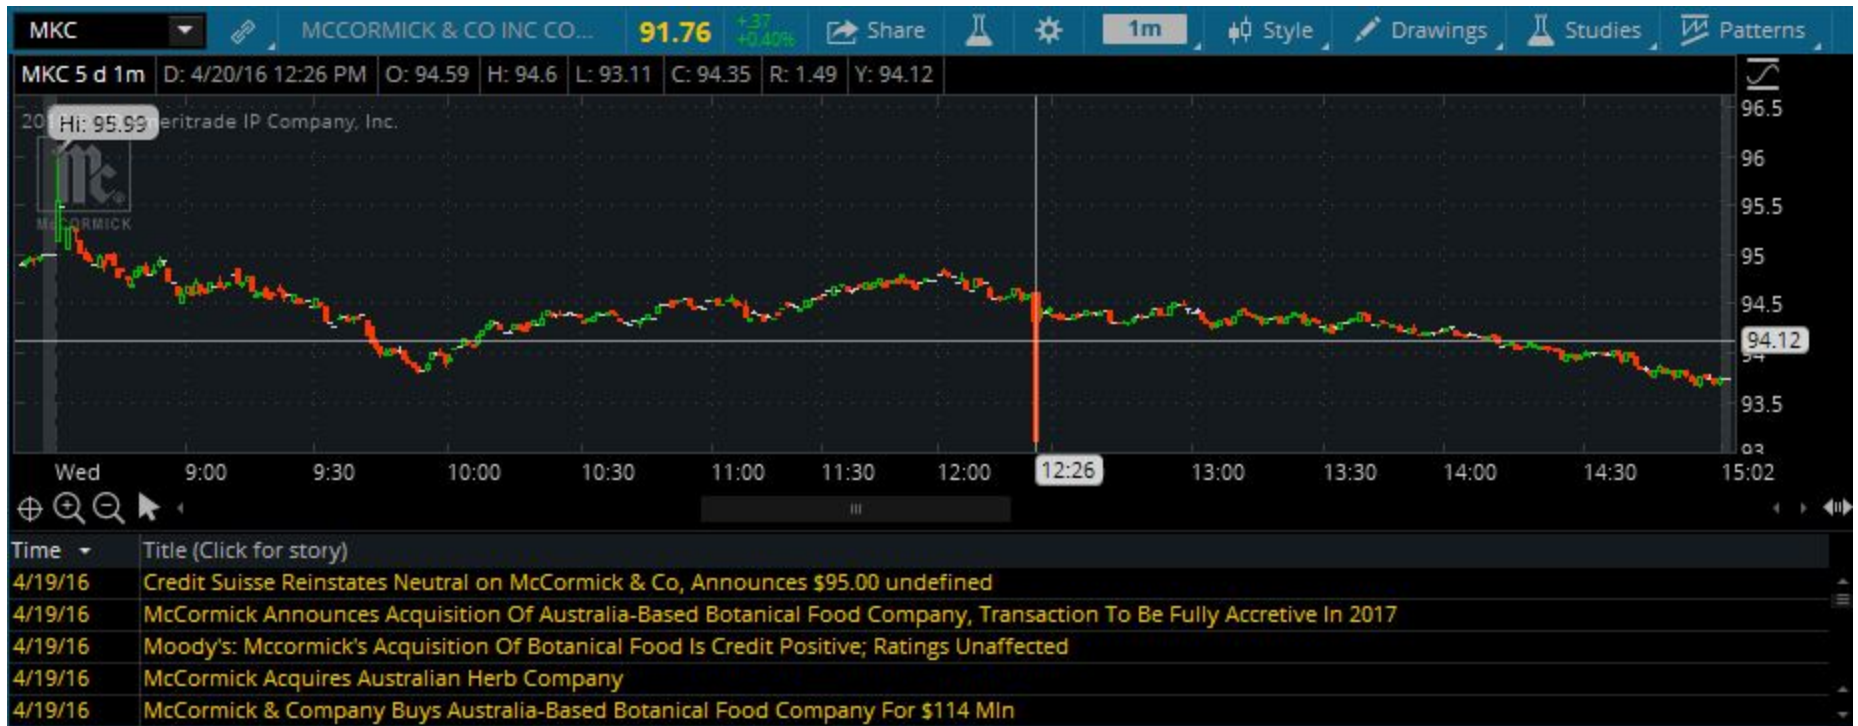 MKC MCCORMICK & CO INC CO... 91.76 +.37 +0.40% Share 1m Style Drawings Studies Patterns
MKC 5 d 1m D: 4/20/16 12:26 PM O: 94.59 H: 94.6 L: 93.11 C: 94.35 R: 1.49 Y: 94.12
Hi: 95.99 meritrade IP Company, Inc.
Mc
McCORMICK
96.5
96
95.5
95
94.5
94.12
94
93.5
93
Wed 9:00 9:30 10:00 10:30 11:00 11:30 12:00 12:26 13:00 13:30 14:00 14:30 15:02
Time Title (Click for story)
4/19/16 Credit Suisse Reinstates Neutral on McCormick & Co, Announces $95.00 undefined
4/19/16 McCormick Announces Acquisition Of Australia-Based Botanical Food Company, Transaction To Be Fully Accretive In 2017
4/19/16 Moody's: Mccormick's Acquisition Of Botanical Food Is Credit Positive; Ratings Unaffected
4/19/16 McCormick Acquires Australian Herb Company
4/19/16 McCormick & Company Buys Australia-Based Botanical Food Company For $114 Mln